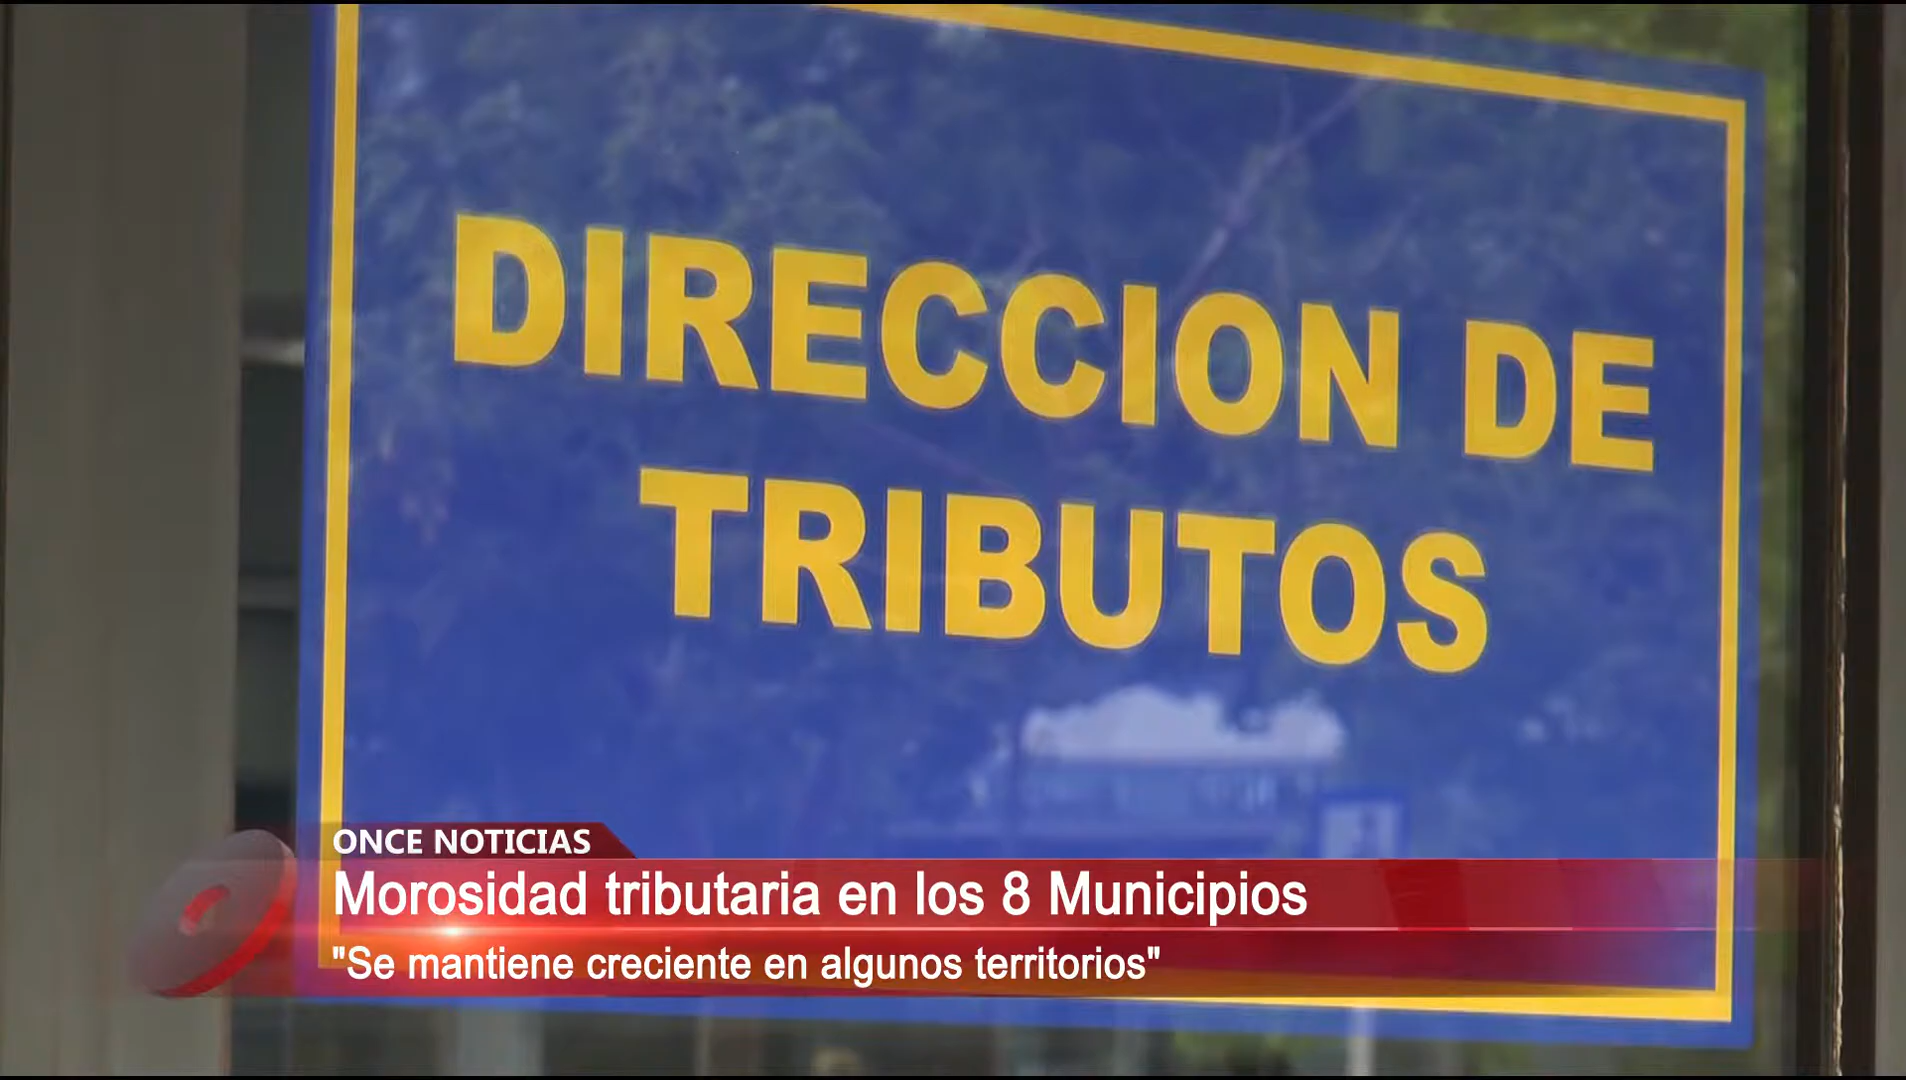 DIRECCION DE
TRIBUTOS
ONCE NOTICIAS
Morosidad tributaria en los 8 Municipios
"Se mantiene creciente en algunos territorios"